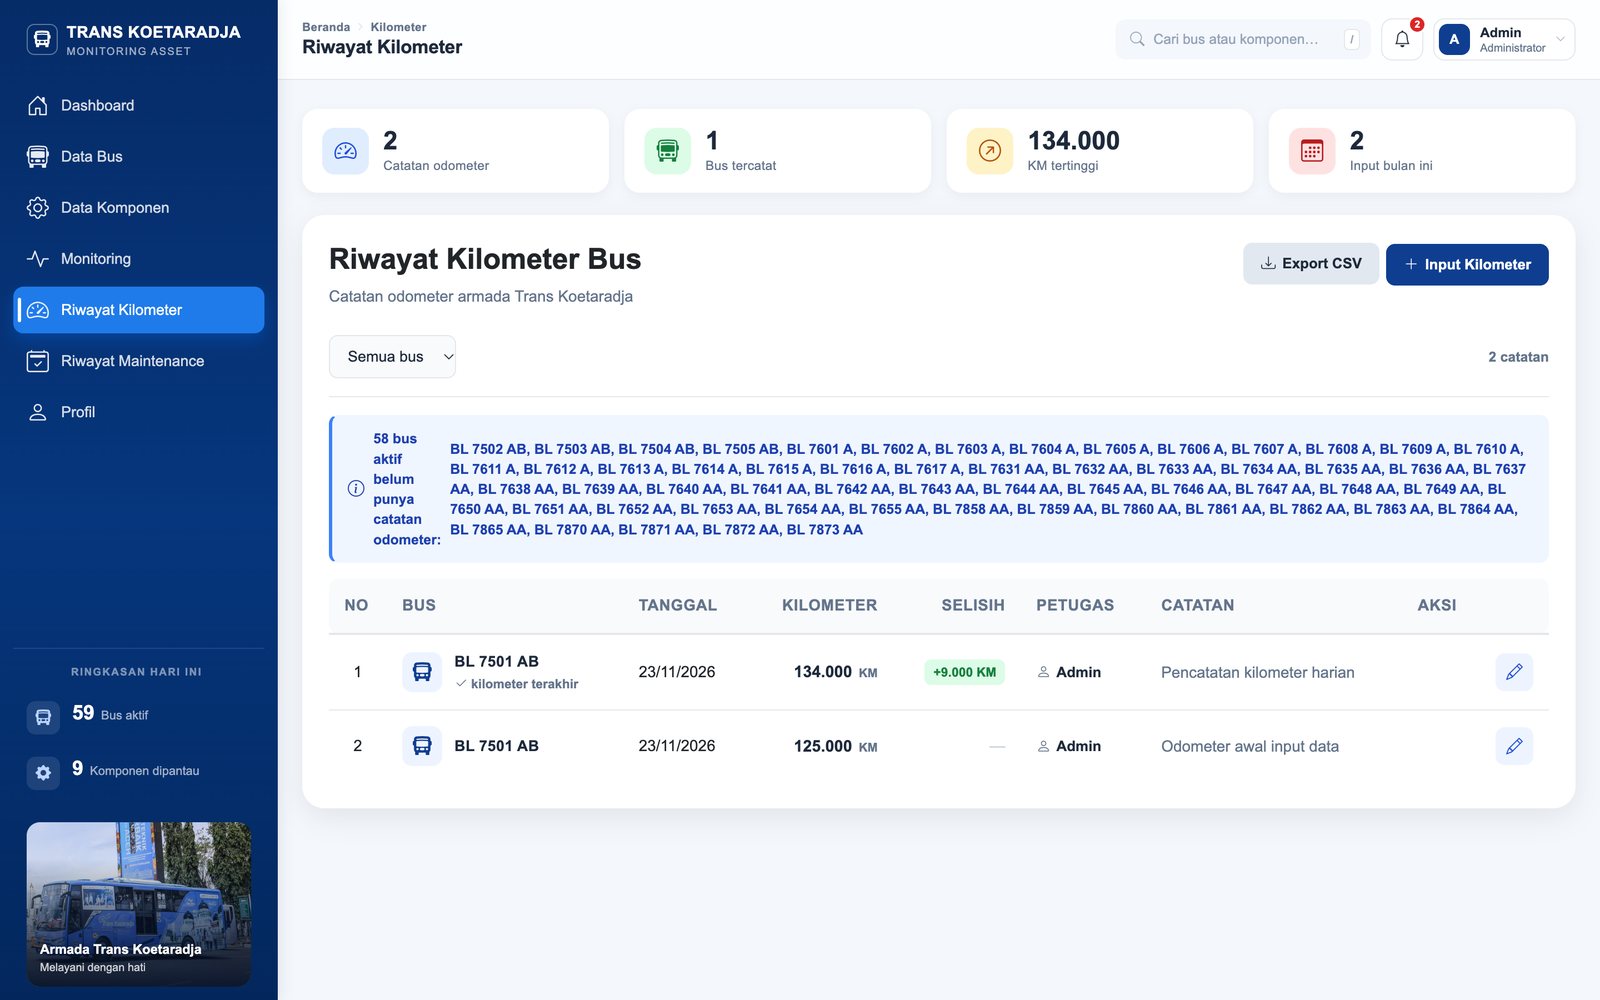 TRANS KOETARADJA
MONITORING ASSET
Dashboard
Data Bus
Data Komponen
Monitoring
Riwayat Kilometer
Riwayat Maintenance
Profil
RINGKASAN HARI INI
59 Bus aktif
9 Komponen dipantau
Armada Trans Koetaradja
Melayani dengan hati
Beranda Kilometer
Riwayat Kilometer
Cari bus atau komponen... /
2
A
Admin
Administrator
2
Catatan odometer
1
Bus tercatat
134.000
KM tertinggi
2
Input bulan ini
Riwayat Kilometer Bus
Catatan odometer armada Trans Koetaradja
Export CSV
+ Input Kilometer
Semua bus
2 catatan
58 bus
aktif
belum
punya
catatan
odometer:
BL 7502 AB, BL 7503 AB, BL 7504 AB, BL 7505 AB, BL 7601 A, BL 7602 A, BL 7603 A, BL 7604 A, BL 7605 A, BL 7606 A, BL 7607 A, BL 7608 A, BL 7609 A, BL 7610 A,
BL 7611 A, BL 7612 A, BL 7613 A, BL 7614 A, BL 7615 A, BL 7616 A, BL 7617 A, BL 7631 AA, BL 7632 AA, BL 7633 AA, BL 7634 AA, BL 7635 AA, BL 7636 AA, BL 7637
AA, BL 7638 AA, BL 7639 AA, BL 7640 AA, BL 7641 AA, BL 7642 AA, BL 7643 AA, BL 7644 AA, BL 7645 AA, BL 7646 AA, BL 7647 AA, BL 7648 AA, BL 7649 AA, BL
7650 AA, BL 7651 AA, BL 7652 AA, BL 7653 AA, BL 7654 AA, BL 7655 AA, BL 7858 AA, BL 7859 AA, BL 7860 AA, BL 7861 AA, BL 7862 AA, BL 7863 AA, BL 7864 AA,
BL 7865 AA, BL 7870 AA, BL 7871 AA, BL 7872 AA, BL 7873 AA
NO BUS TANGGAL KILOMETER SELISIH PETUGAS CATATAN AKSI
1 BL 7501 AB 23/11/2026 134.000 KM +9.000 KM Admin Pencatatan kilometer harian
kilometer terakhir
2 BL 7501 AB 23/11/2026 125.000 KM — Admin Odometer awal input data